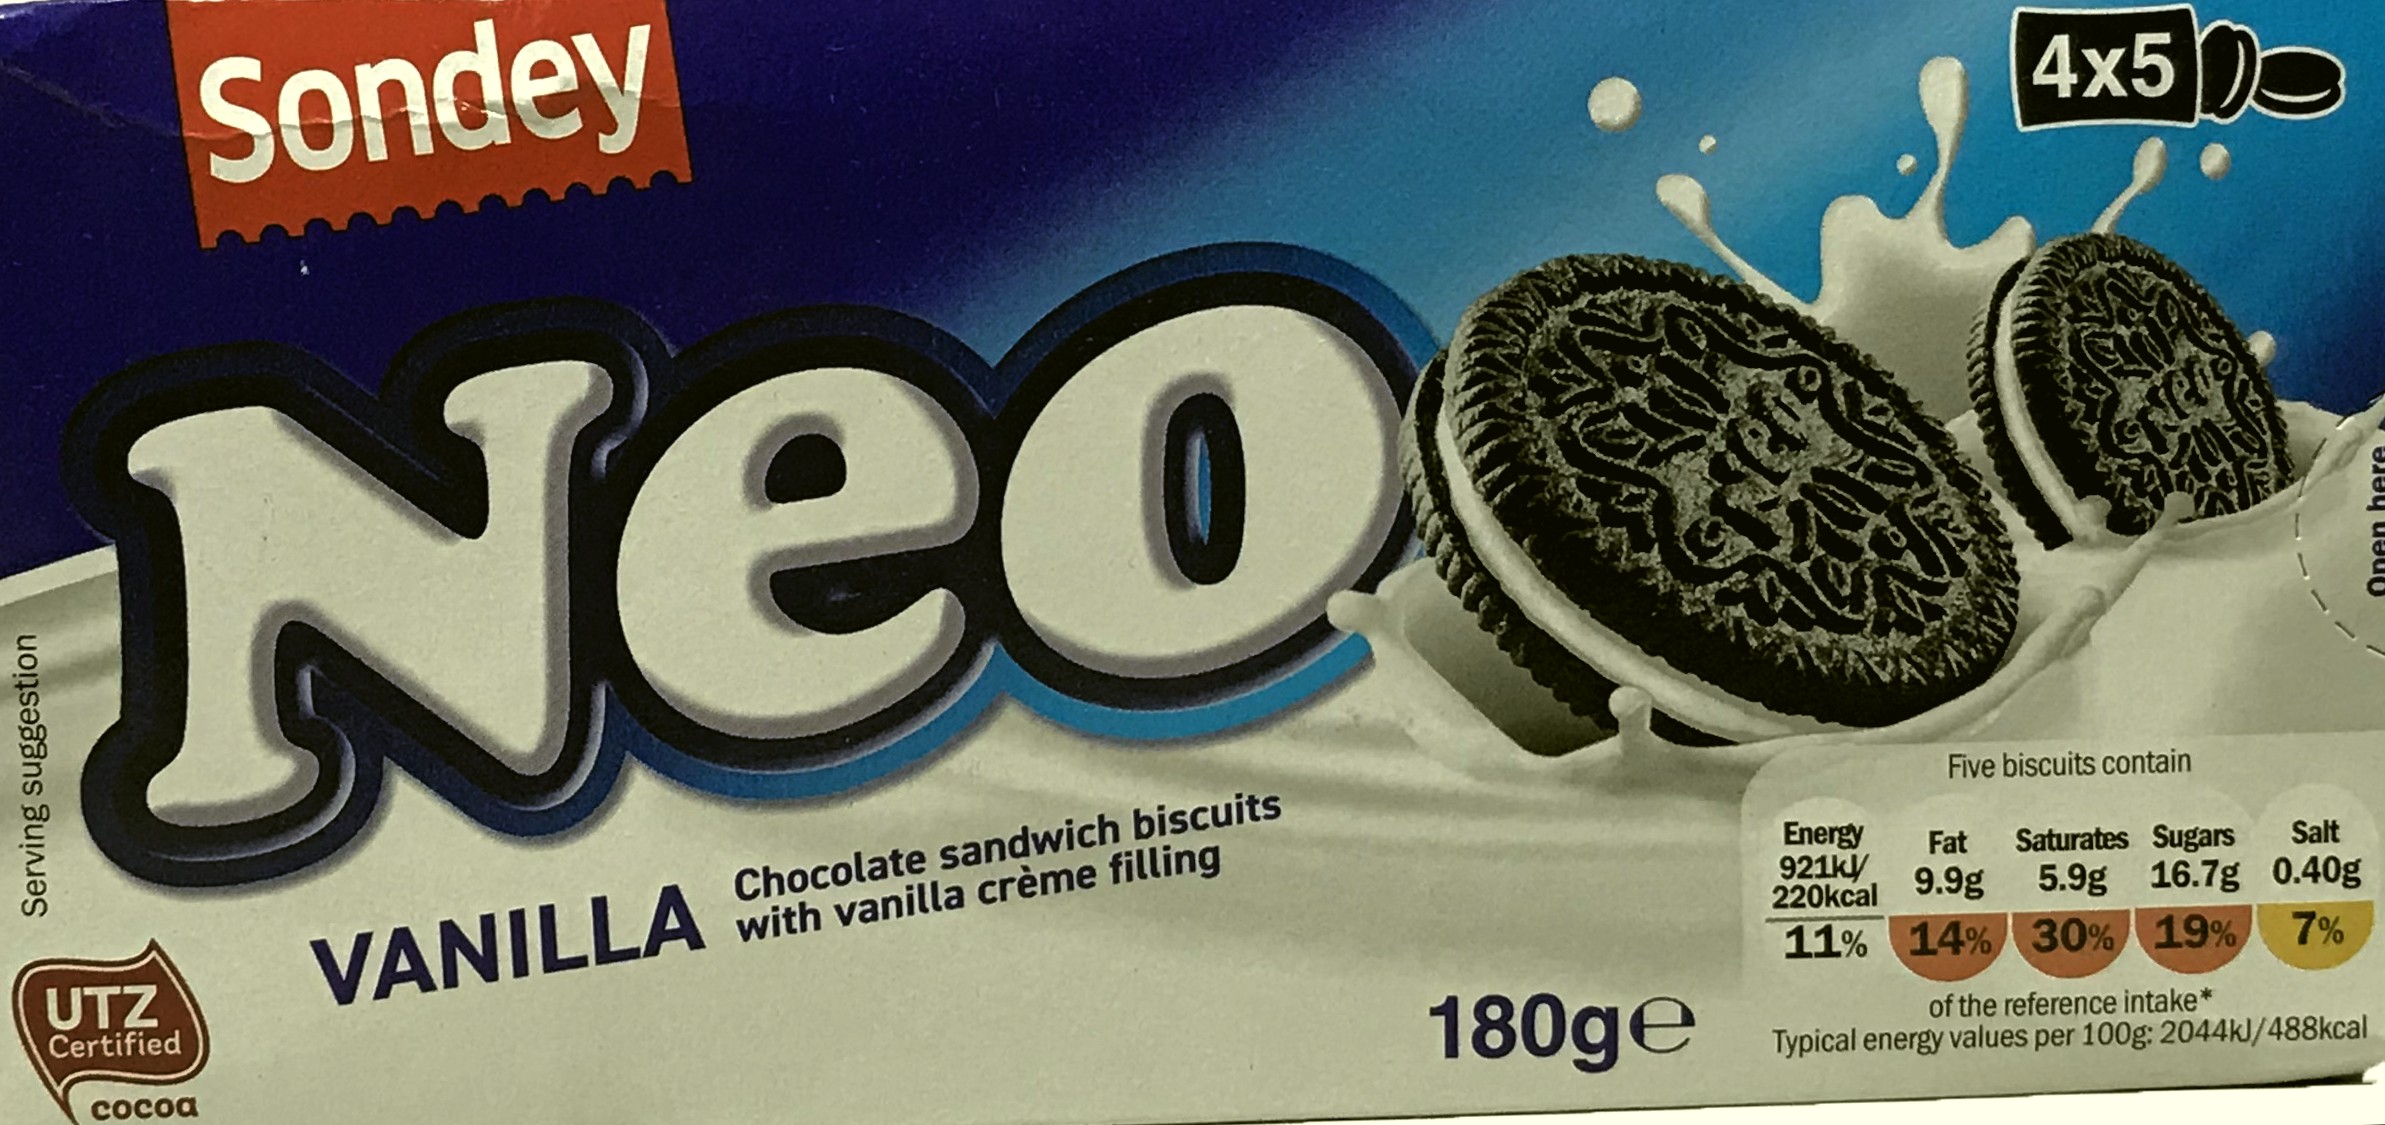 Sondey
4x5
Neo
Open here
Serving suggestion
VANILLA
Chocolate sandwich biscuits
with vanilla crème filling
UTZ
Certified
cocoa
180g℮
Five biscuits contain
Energy Fat Saturates Sugars Salt
921kJ/
220kcal 9.9g 5.9g 16.7g 0.40g
11% 14% 30% 19% 7%
of the reference intake*
Typical energy values per 100g: 2044kJ/488kcal